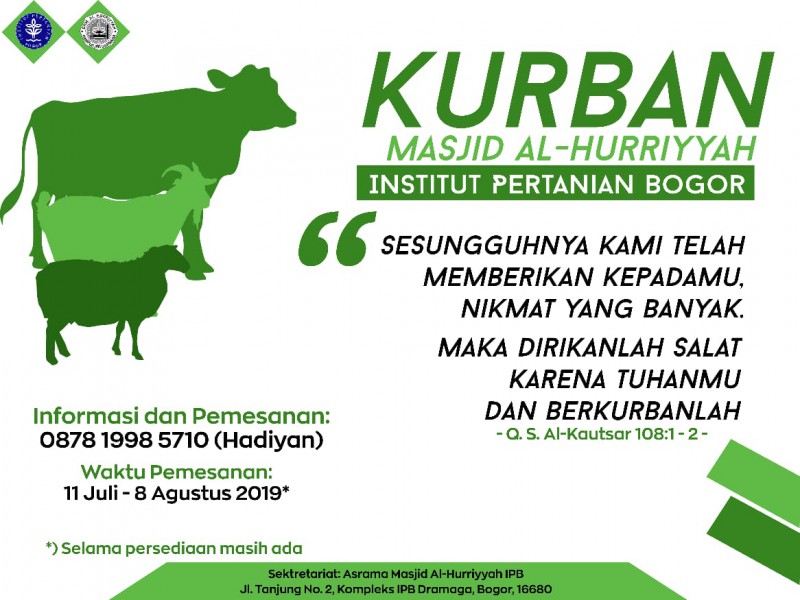 KURBAN
MASJID AL-HURRIYYAH
INSTITUT PERTANIAN BOGOR
“
SESUNGGUHNYA KAMI TELAH
MEMBERIKAN KEPADAMU,
NIKMAT YANG BANYAK.
MAKA DIRIKANLAH SALAT
KARENA TUHANMU
DAN BERKURBANLAH
- Q. S. Al-Kautsar 108:1 - 2 -
Informasi dan Pemesanan:
0878 1998 5710 (Hadiyan)
Waktu Pemesanan:
11 Juli - 8 Agustus 2019*
*) Selama persediaan masih ada
Sektretariat: Asrama Masjid Al-Hurriyyah IPB
Jl. Tanjung No. 2, Kompleks IPB Dramaga, Bogor, 16680